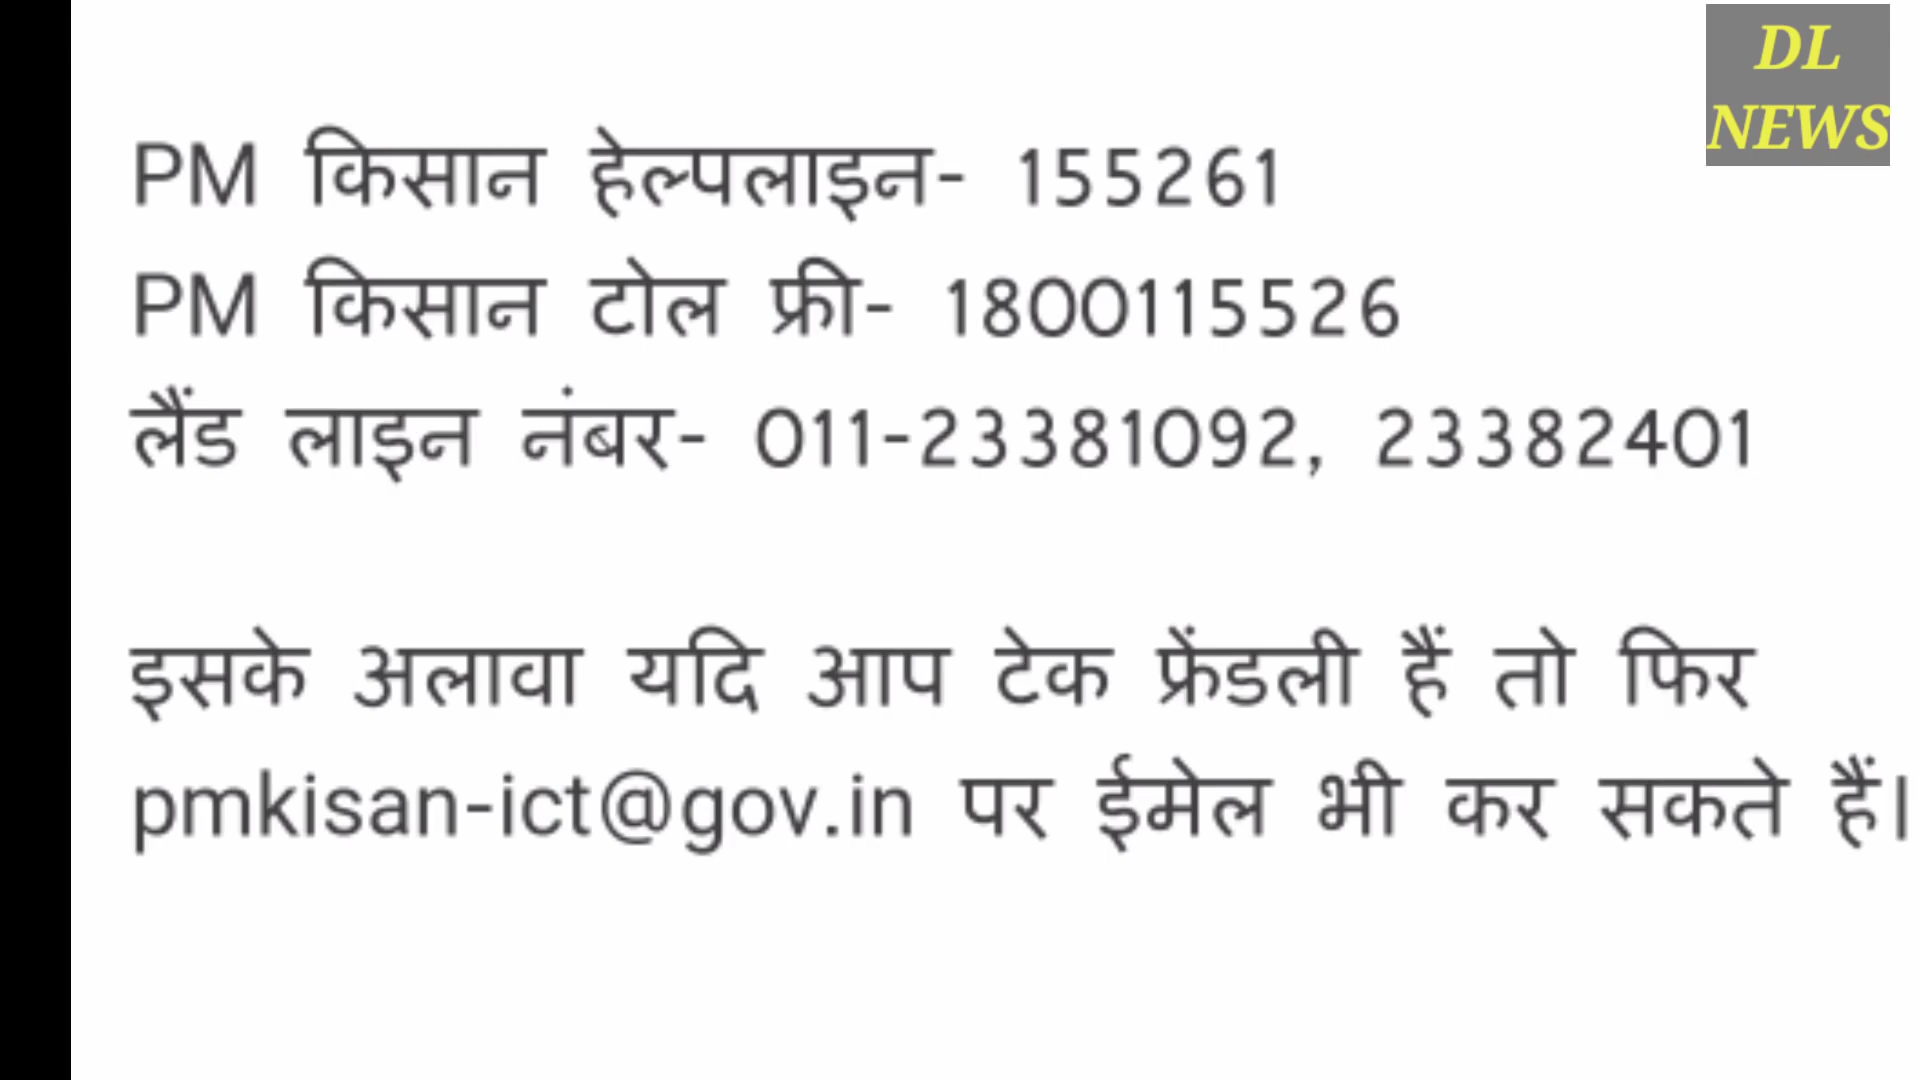 DL
NEWS
PM किसान हेल्पलाइन- 155261
PM किसान टोल फ्री- 1800115526
लैंड लाइन नंबर- 011-23381092, 23382401
इसके अलावा यदि आप टेक फ्रेंडली हैं तो फिर
pmkisan-ict@gov.in पर ईमेल भी कर सकते हैं।